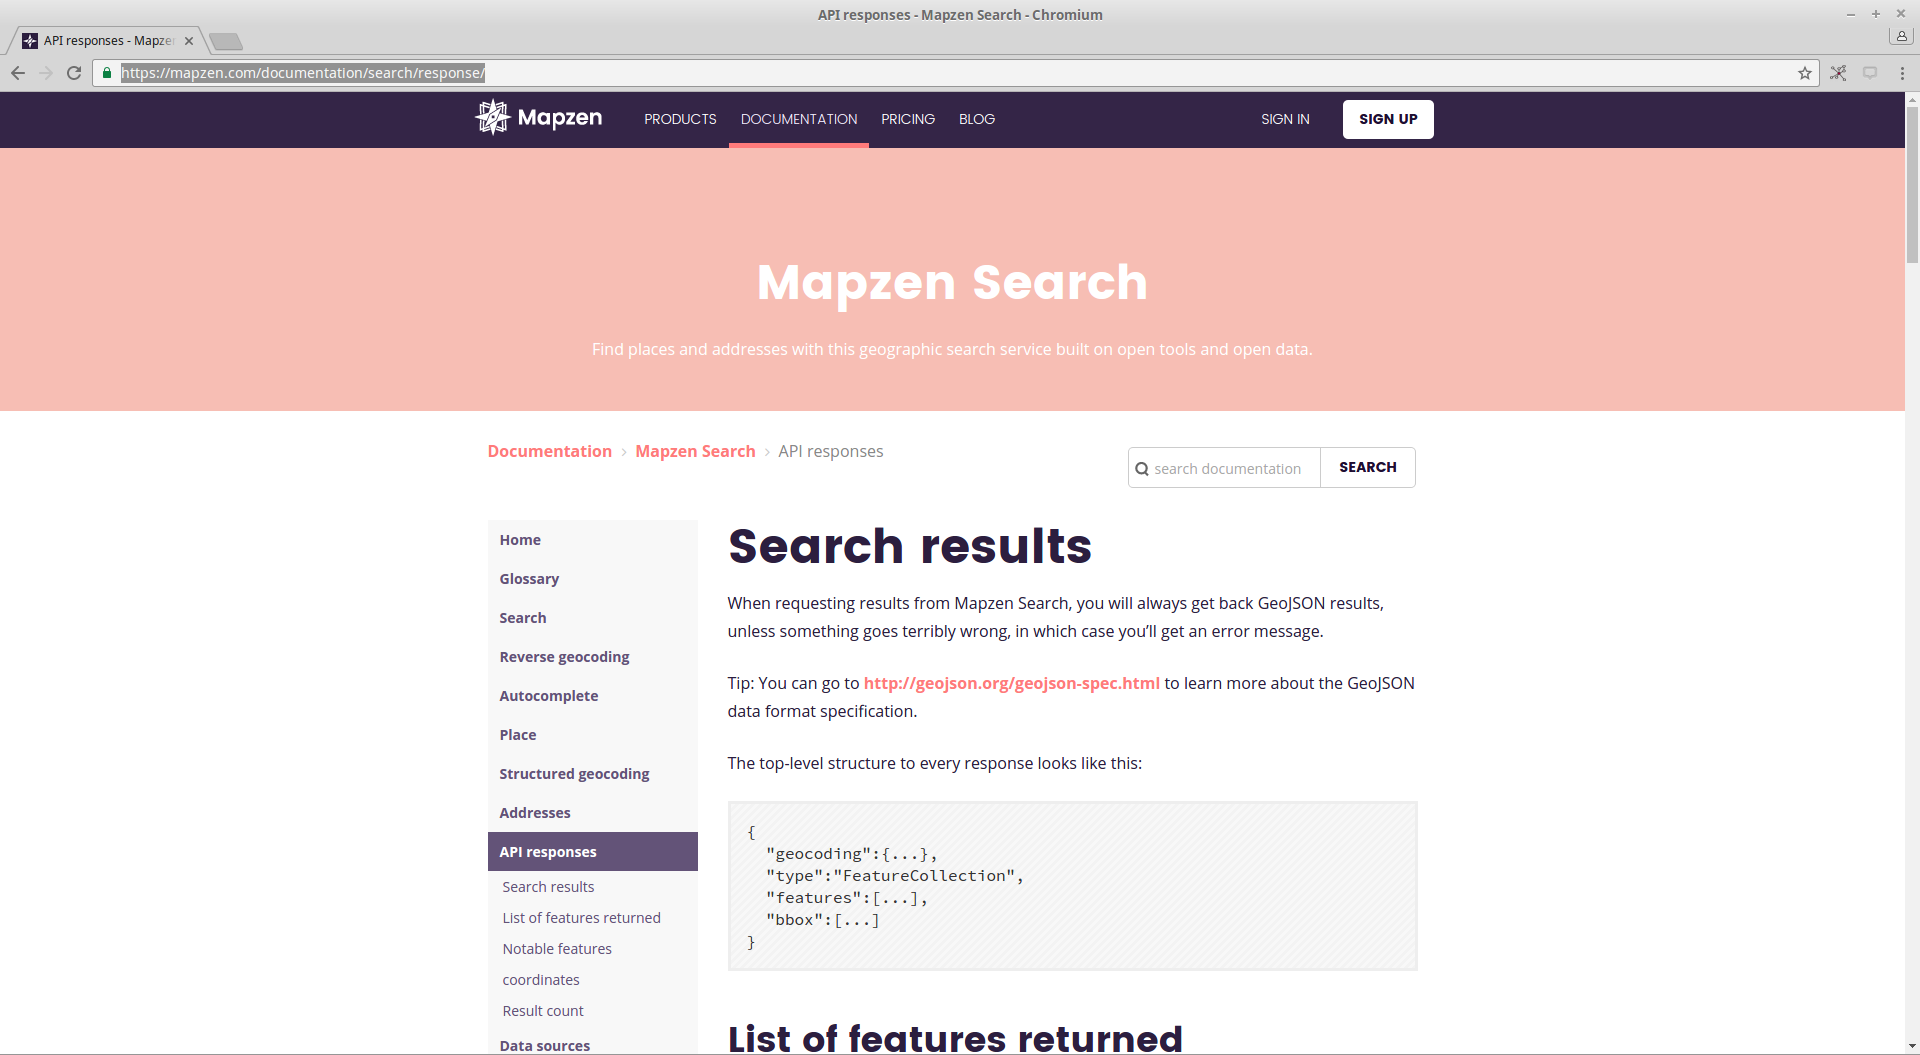 API responses - Mapzen Search - Chromium
API responses - Mapze
https://mapzen.com/documentation/search/response/
Mapzen
PRODUCTS
DOCUMENTATION
PRICING
BLOG
SIGN IN
SIGN UP
Mapzen Search
Find places and addresses with this geographic search service built on open tools and open data.
Documentation › Mapzen Search › API responses
search documentation
SEARCH
Home
Glossary
Search
Reverse geocoding
Autocomplete
Place
Structured geocoding
Addresses
API responses
Search results
List of features returned
Notable features
coordinates
Result count
Data sources
Search results
When requesting results from Mapzen Search, you will always get back GeoJSON results,
unless something goes terribly wrong, in which case you’ll get an error message.
Tip: You can go to http://geojson.org/geojson-spec.html to learn more about the GeoJSON
data format specification.
The top-level structure to every response looks like this:
{
"geocoding":{...},
"type":"FeatureCollection",
"features":[...],
"bbox":[...]
}
List of features returned